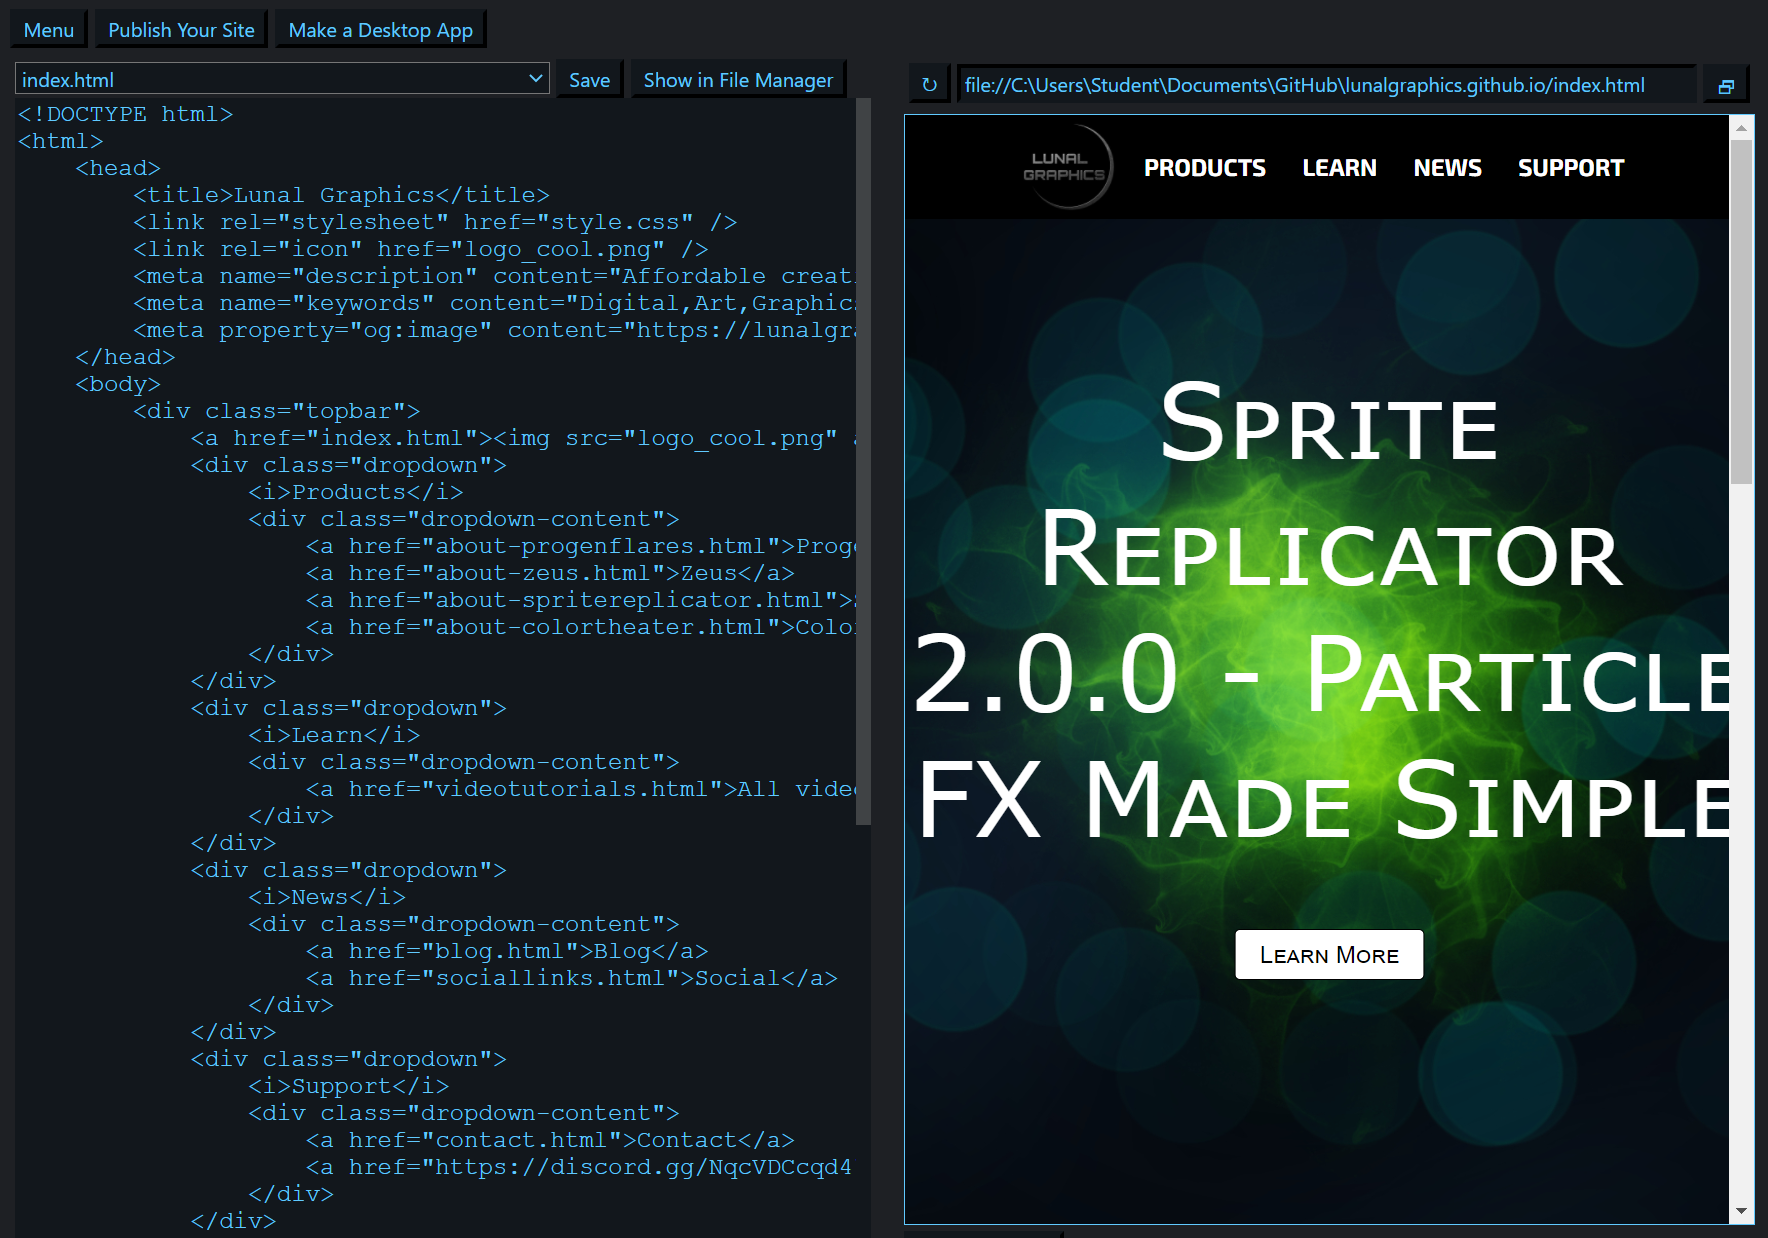 Menu Publish Your Site Make a Desktop App
index.html Save Show in File Manager
<!DOCTYPE html>
<html>
<head>
<title>Lunal Graphics</title>
<link rel="stylesheet" href="style.css" />
<link rel="icon" href="logo_cool.png" />
<meta name="description" content="Affordable creat
<meta name="keywords" content="Digital,Art,Graphics
<meta property="og:image" content="https://lunalgra
</head>
<body>
<div class="topbar">
<a href="index.html"><img src="logo_cool.png" a
<div class="dropdown">
<i>Products</i>
<div class="dropdown-content">
<a href="about-progenflares.html">Proge
<a href="about-zeus.html">Zeus</a>
<a href="about-spritereplicator.html">S
<a href="about-colortheater.html">Color
</div>
</div>
<div class="dropdown">
<i>Learn</i>
<div class="dropdown-content">
<a href="videotutorials.html">All video
</div>
</div>
<div class="dropdown">
<i>News</i>
<div class="dropdown-content">
<a href="blog.html">Blog</a>
<a href="sociallinks.html">Social</a>
</div>
</div>
<div class="dropdown">
<i>Support</i>
<div class="dropdown-content">
<a href="contact.html">Contact</a>
<a href="https://discord.gg/NqcVDCcqd4
</div>
</div>
file://C:\Users\Student\Documents\GitHub\lunalgraphics.github.io/index.html
LUNAL
GRAPHICS
PRODUCTS LEARN NEWS SUPPORT
Sprite
Replicator
2.0.0 - Particle
FX Made Simple
Learn More